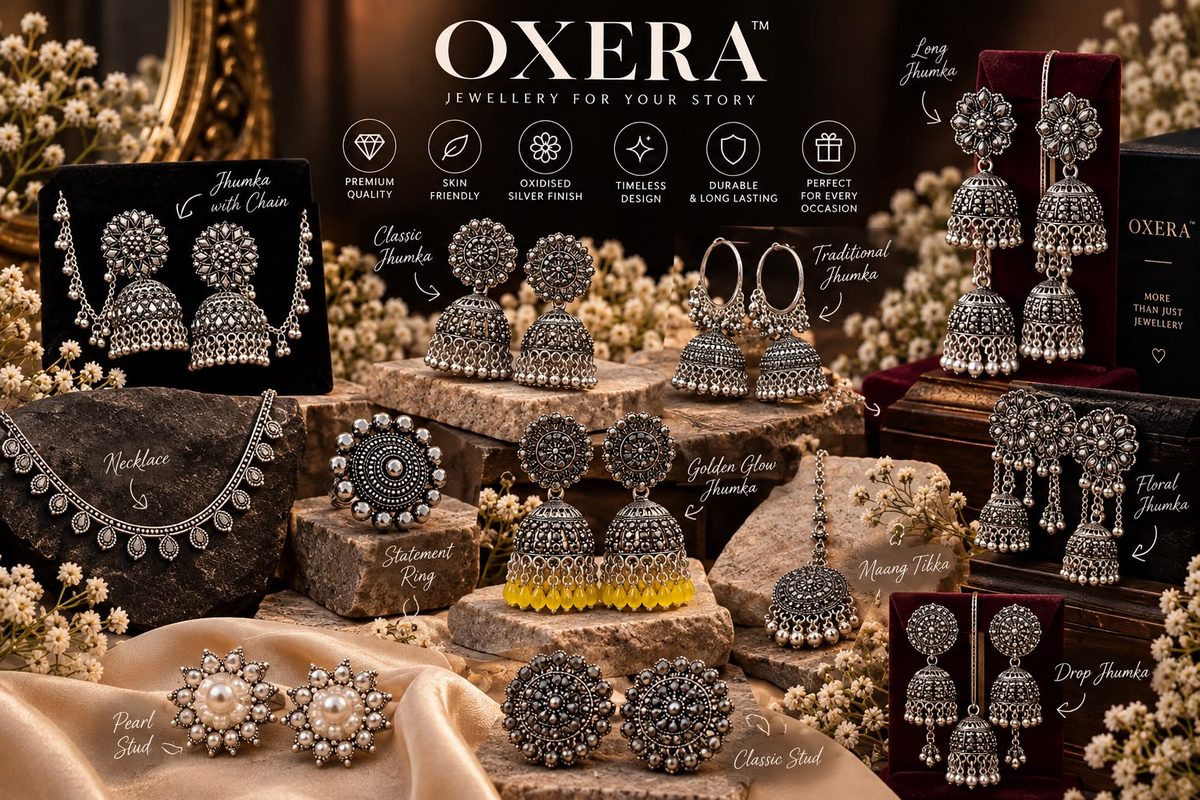 OXERA™
JEWELLERY FOR YOUR STORY
PREMIUM
QUALITY
SKIN
FRIENDLY
OXIDISED
SILVER FINISH
TIMELESS
DESIGN
DURABLE
& LONG LASTING
PERFECT
FOR EVERY
OCCASION
Long
Jhumka
Jhumka
with Chain
Classic
Jhumka
Traditional
Jhumka
OXERA™
MORE
THAN JUST
JEWELLERY
Necklace
Golden Glow
Jhumka
Floral
Jhumka
Statement
Ring
Maang Tikka
Drop Jhumka
Pearl
Stud
Classic Stud